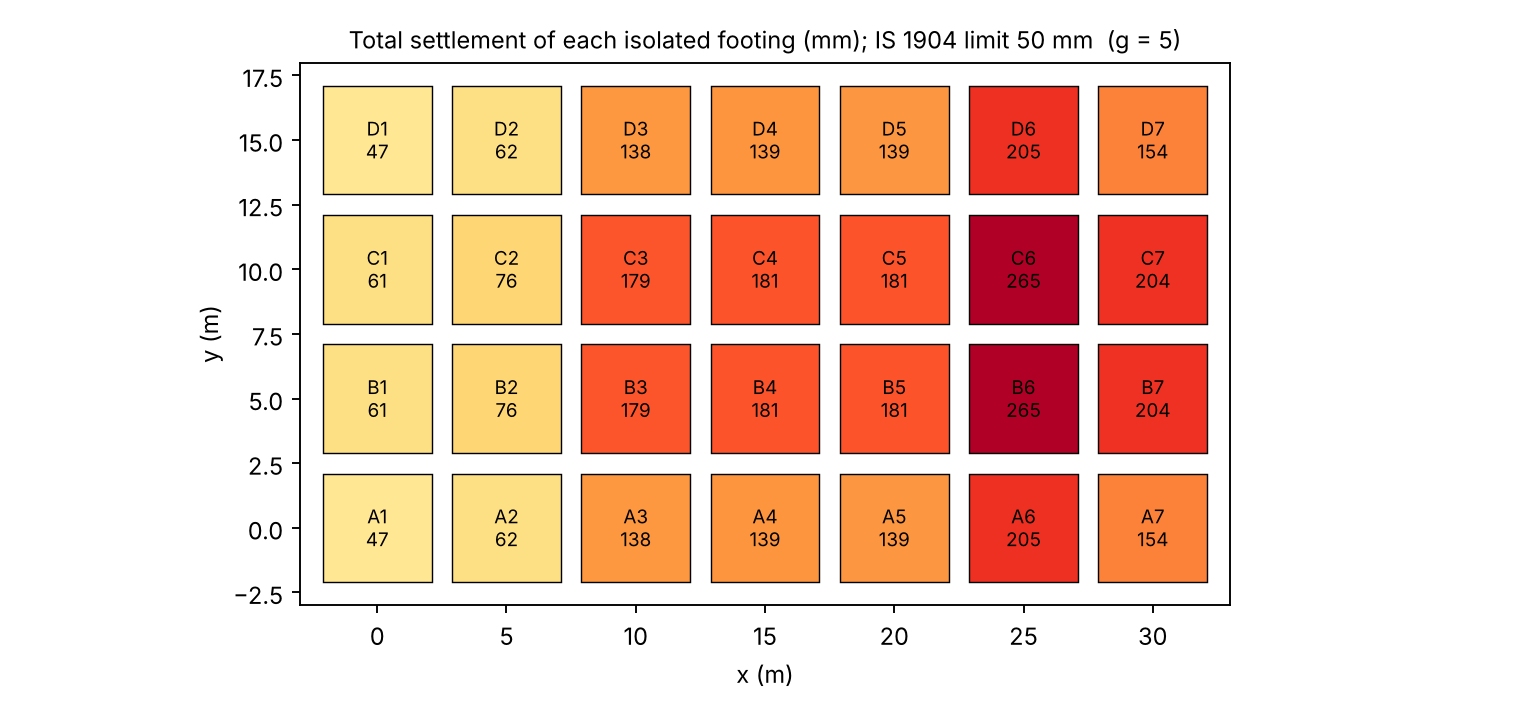 Total settlement of each isolated footing (mm); IS 1904 limit 50 mm (g = 5)
17.5
15.0
12.5
10.0
7.5
5.0
2.5
0.0
−2.5
y (m)
D1
47
D2
62
D3
138
D4
139
D5
139
D6
205
D7
154
C1
61
C2
76
C3
179
C4
181
C5
181
C6
265
C7
204
B1
61
B2
76
B3
179
B4
181
B5
181
B6
265
B7
204
A1
47
A2
62
A3
138
A4
139
A5
139
A6
205
A7
154
0
5
10
15
20
25
30
x (m)